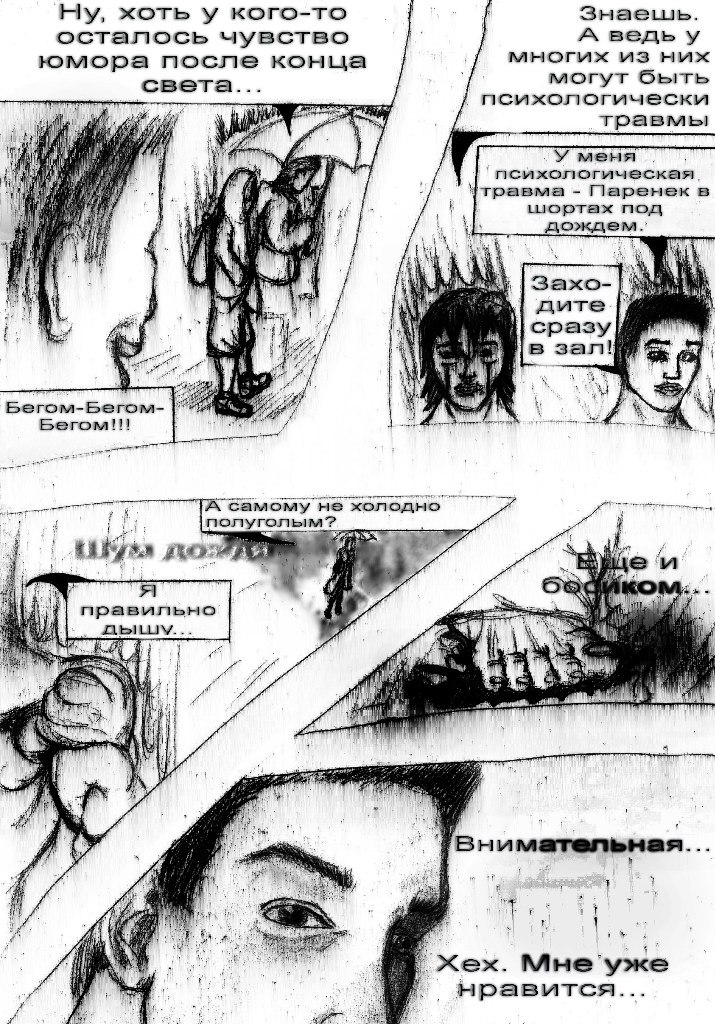 Ну, хоть у кого-то
осталось чувство
юмора после конца
света...
Знаешь.
А ведь у
многих из них
могут быть
психологически
травмы
У меня
психологическая
травма - Паренек в
шортах под
дождем.
Захо-
дите
сразу
в зал!
Бегом-Бегом-
Бегом!!!
А самому не холодно
полуголым?
Шум дождя
Я
правильно
дышу...
Еще и
босиком...
Внимательная...
Хех. Мне уже
нравится...